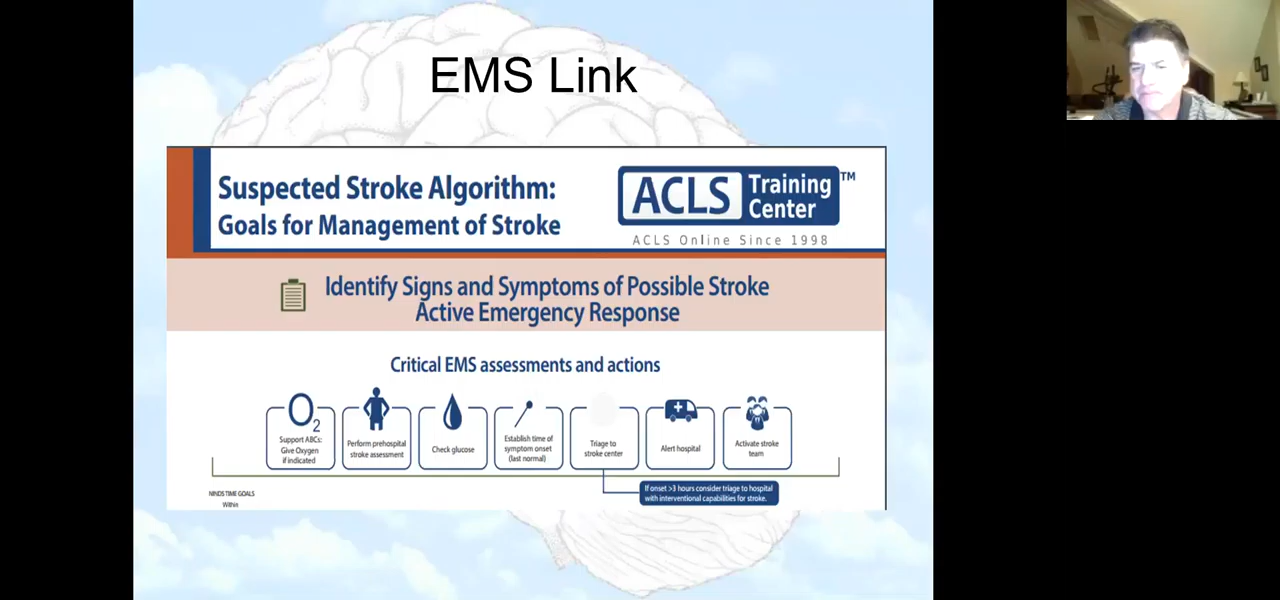 EMS Link
Suspected Stroke Algorithm:
Goals for Management of Stroke
ACLS Training Center™
ACLS Online Since 1998
Identify Signs and Symptoms of Possible Stroke
Active Emergency Response
Critical EMS assessments and actions
O2
Support ABCs:
Give Oxygen
if indicated
Perform prehospital
stroke assessment
Check glucose
Establish time of
symptom onset
(last normal)
Triage to
stroke center
Alert hospital
Activate stroke
team
If onset >3 hours consider triage to hospital
with interventional capabilities for stroke.
NINDS TIME GOALS
Within